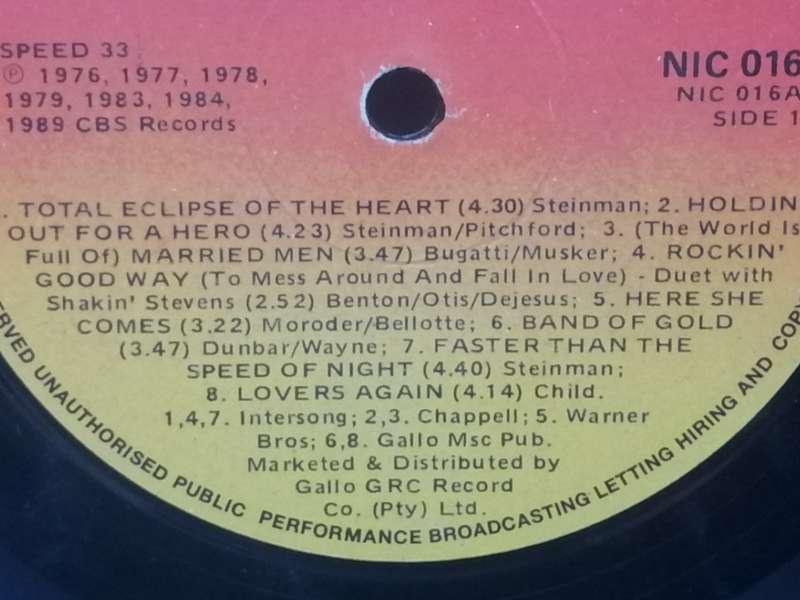 SPEED 33
℗ 1976, 1977, 1978,
1979, 1983, 1984,
1989 CBS Records
NIC 016
NIC 016A
SIDE 1
. TOTAL ECLIPSE OF THE HEART (4.30) Steinman; 2. HOLDIN
OUT FOR A HERO (4.23) Steinman/Pitchford; 3. (The World Is
Full Of) MARRIED MEN (3.47) Bugatti/Musker; 4. ROCKIN'
GOOD WAY (To Mess Around And Fall In Love) - Duet with
Shakin' Stevens (2.52) Benton/Otis/Dejesus; 5. HERE SHE
COMES (3.22) Moroder/Bellotte; 6. BAND OF GOLD
(3.47) Dunbar/Wayne; 7. FASTER THAN THE
SPEED OF NIGHT (4.40) Steinman;
8. LOVERS AGAIN (4.14) Child.
1,4,7. Intersong; 2,3. Chappell; 5. Warner
Bros; 6,8. Gallo Msc Pub.
Marketed & Distributed by
Gallo GRC Record
Co. (Pty) Ltd.
ERVED UNAUTHORISED PUBLIC PERFORMANCE BROADCASTING LETTING HIRING AND COPY